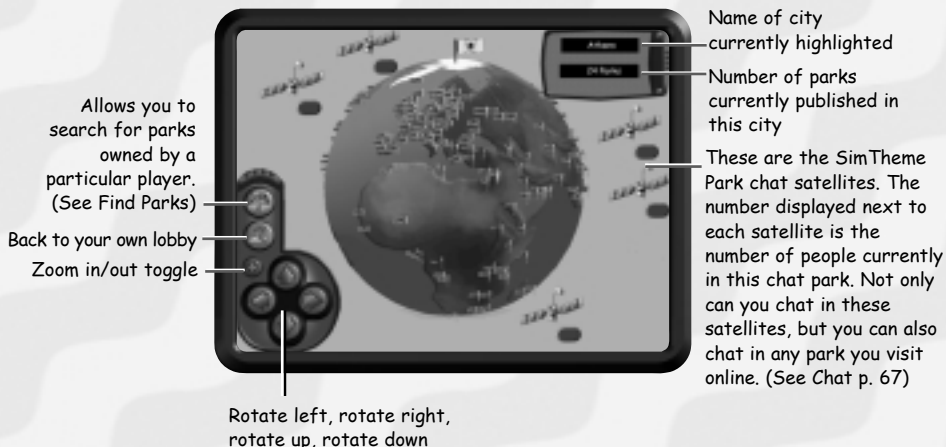 Name of city
currently highlighted
Number of parks
currently published in
this city
Allows you to
search for parks
owned by a
particular player.
(See Find Parks)
Back to your own lobby
Zoom in/out toggle
These are the SimTheme
Park chat satellites. The
number displayed next to
each satellite is the
number of people currently
in this chat park. Not only
can you chat in these
satellites, but you can also
chat in any park you visit
online. (See Chat p. 67)
Rotate left, rotate right,
rotate up, rotate down